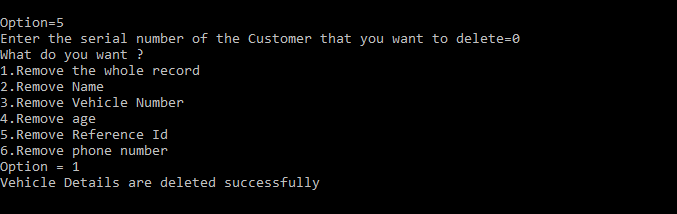 Option=5
Enter the serial number of the Customer that you want to delete=0
What do you want ?
1.Remove the whole record
2.Remove Name
3.Remove Vehicle Number
4.Remove age
5.Remove Reference Id
6.Remove phone number
Option = 1
Vehicle Details are deleted successfully